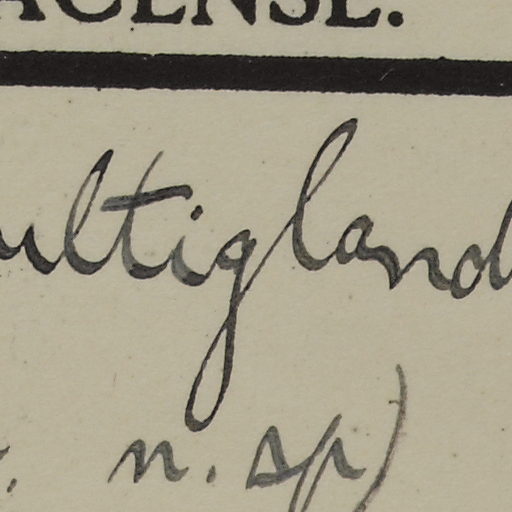 ACENSE.
ultigland
n. sp)